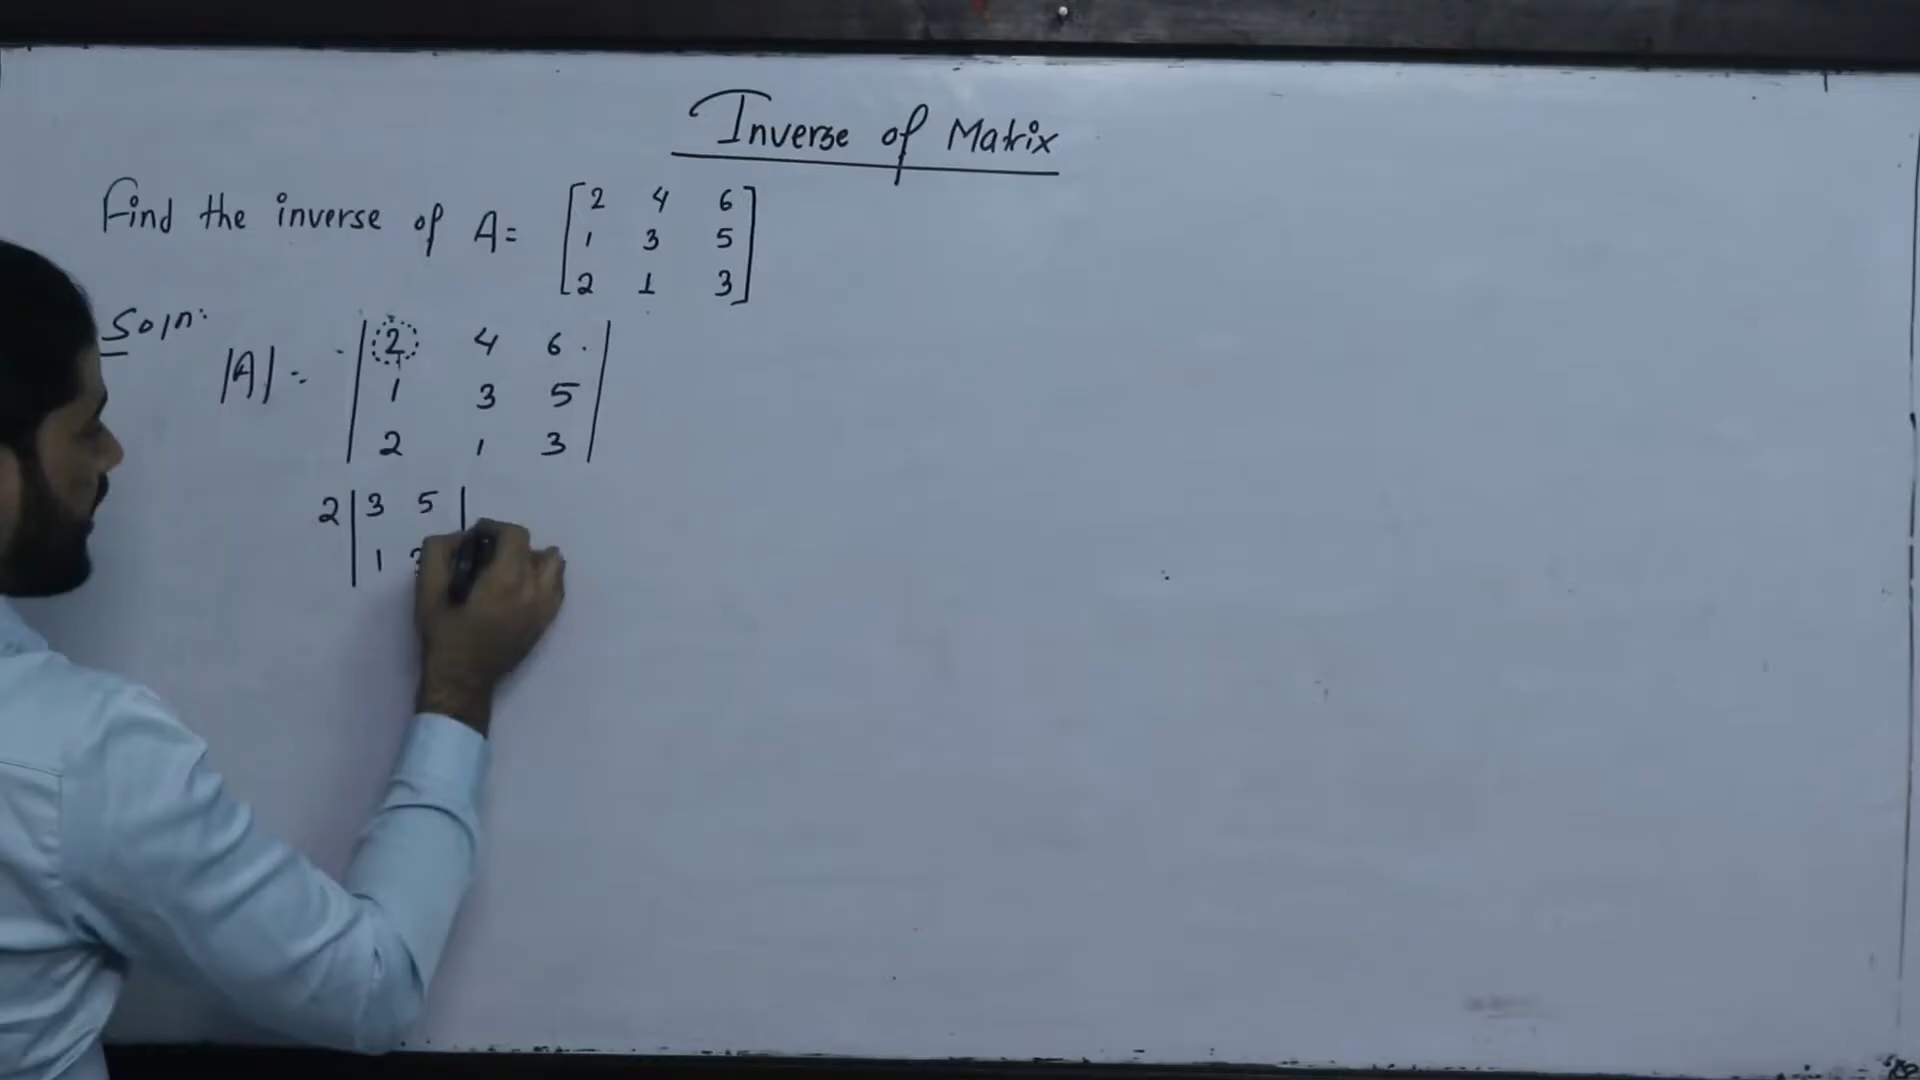 Inverse of Matrix
Find the inverse of A= [2 4 6
1 3 5
2 1 3]
Soln:
|A| = |2 4 6|
1 3 5
2 1 3
2|3 5|
1